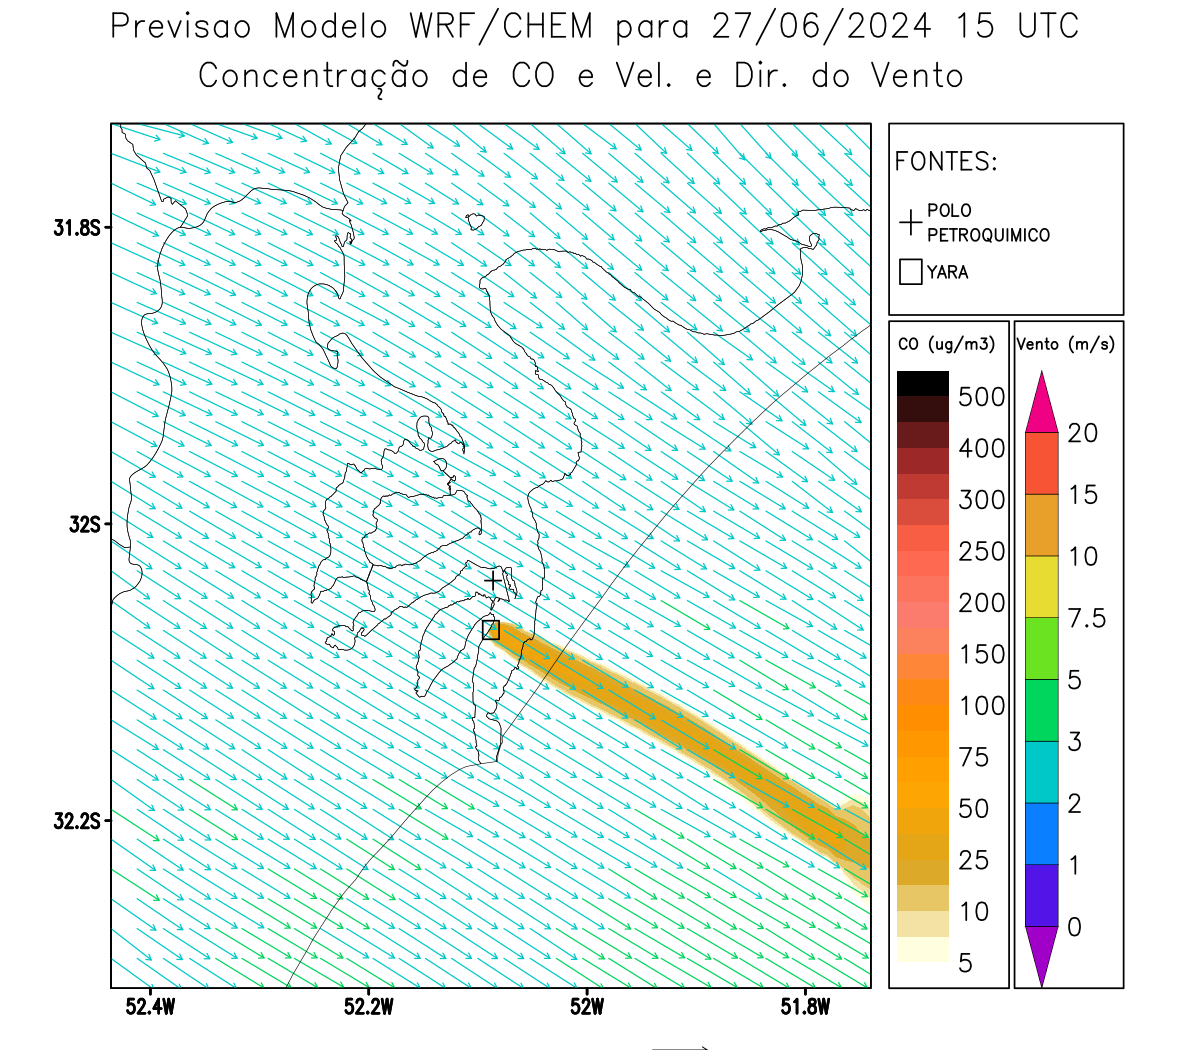 Previsao Modelo WRF/CHEM para 27/06/2024 15 UTC
Concentração de CO e Vel. e Dir. do Vento
FONTES:
POLO
PETROQUIMICO
YARA
31.8S
32S
32.2S
52.4W
52.2W
52W
51.8W
CO (ug/m3)
500
400
300
250
200
150
100
75
50
25
10
5
Vento (m/s)
20
15
10
7.5
5
3
2
1
0